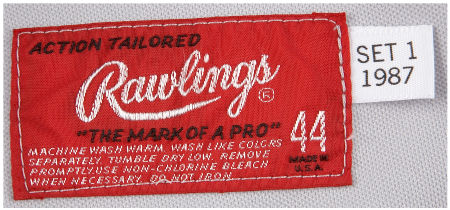 ACTION TAILORED
Rawlings ®
"THE MARK OF A PRO"
44
MACHINE WASH WARM. WASH LIKE COLORS
SEPARATELY. TUMBLE DRY LOW. REMOVE
PROMPTLY.USE NON-CHLORINE BLEACH
WHEN NECESSARY. DO NOT IRON.
MADE IN
U.S.A.
SET 1
1987